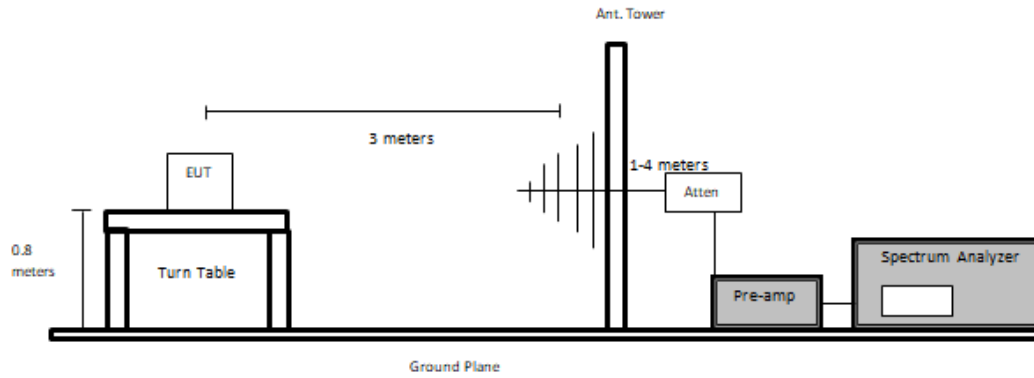 Ant. Tower
3 meters
1-4 meters
EUT
Atten
0.8
meters
Turn Table
Spectrum Analyzer
Pre-amp
Ground Plane